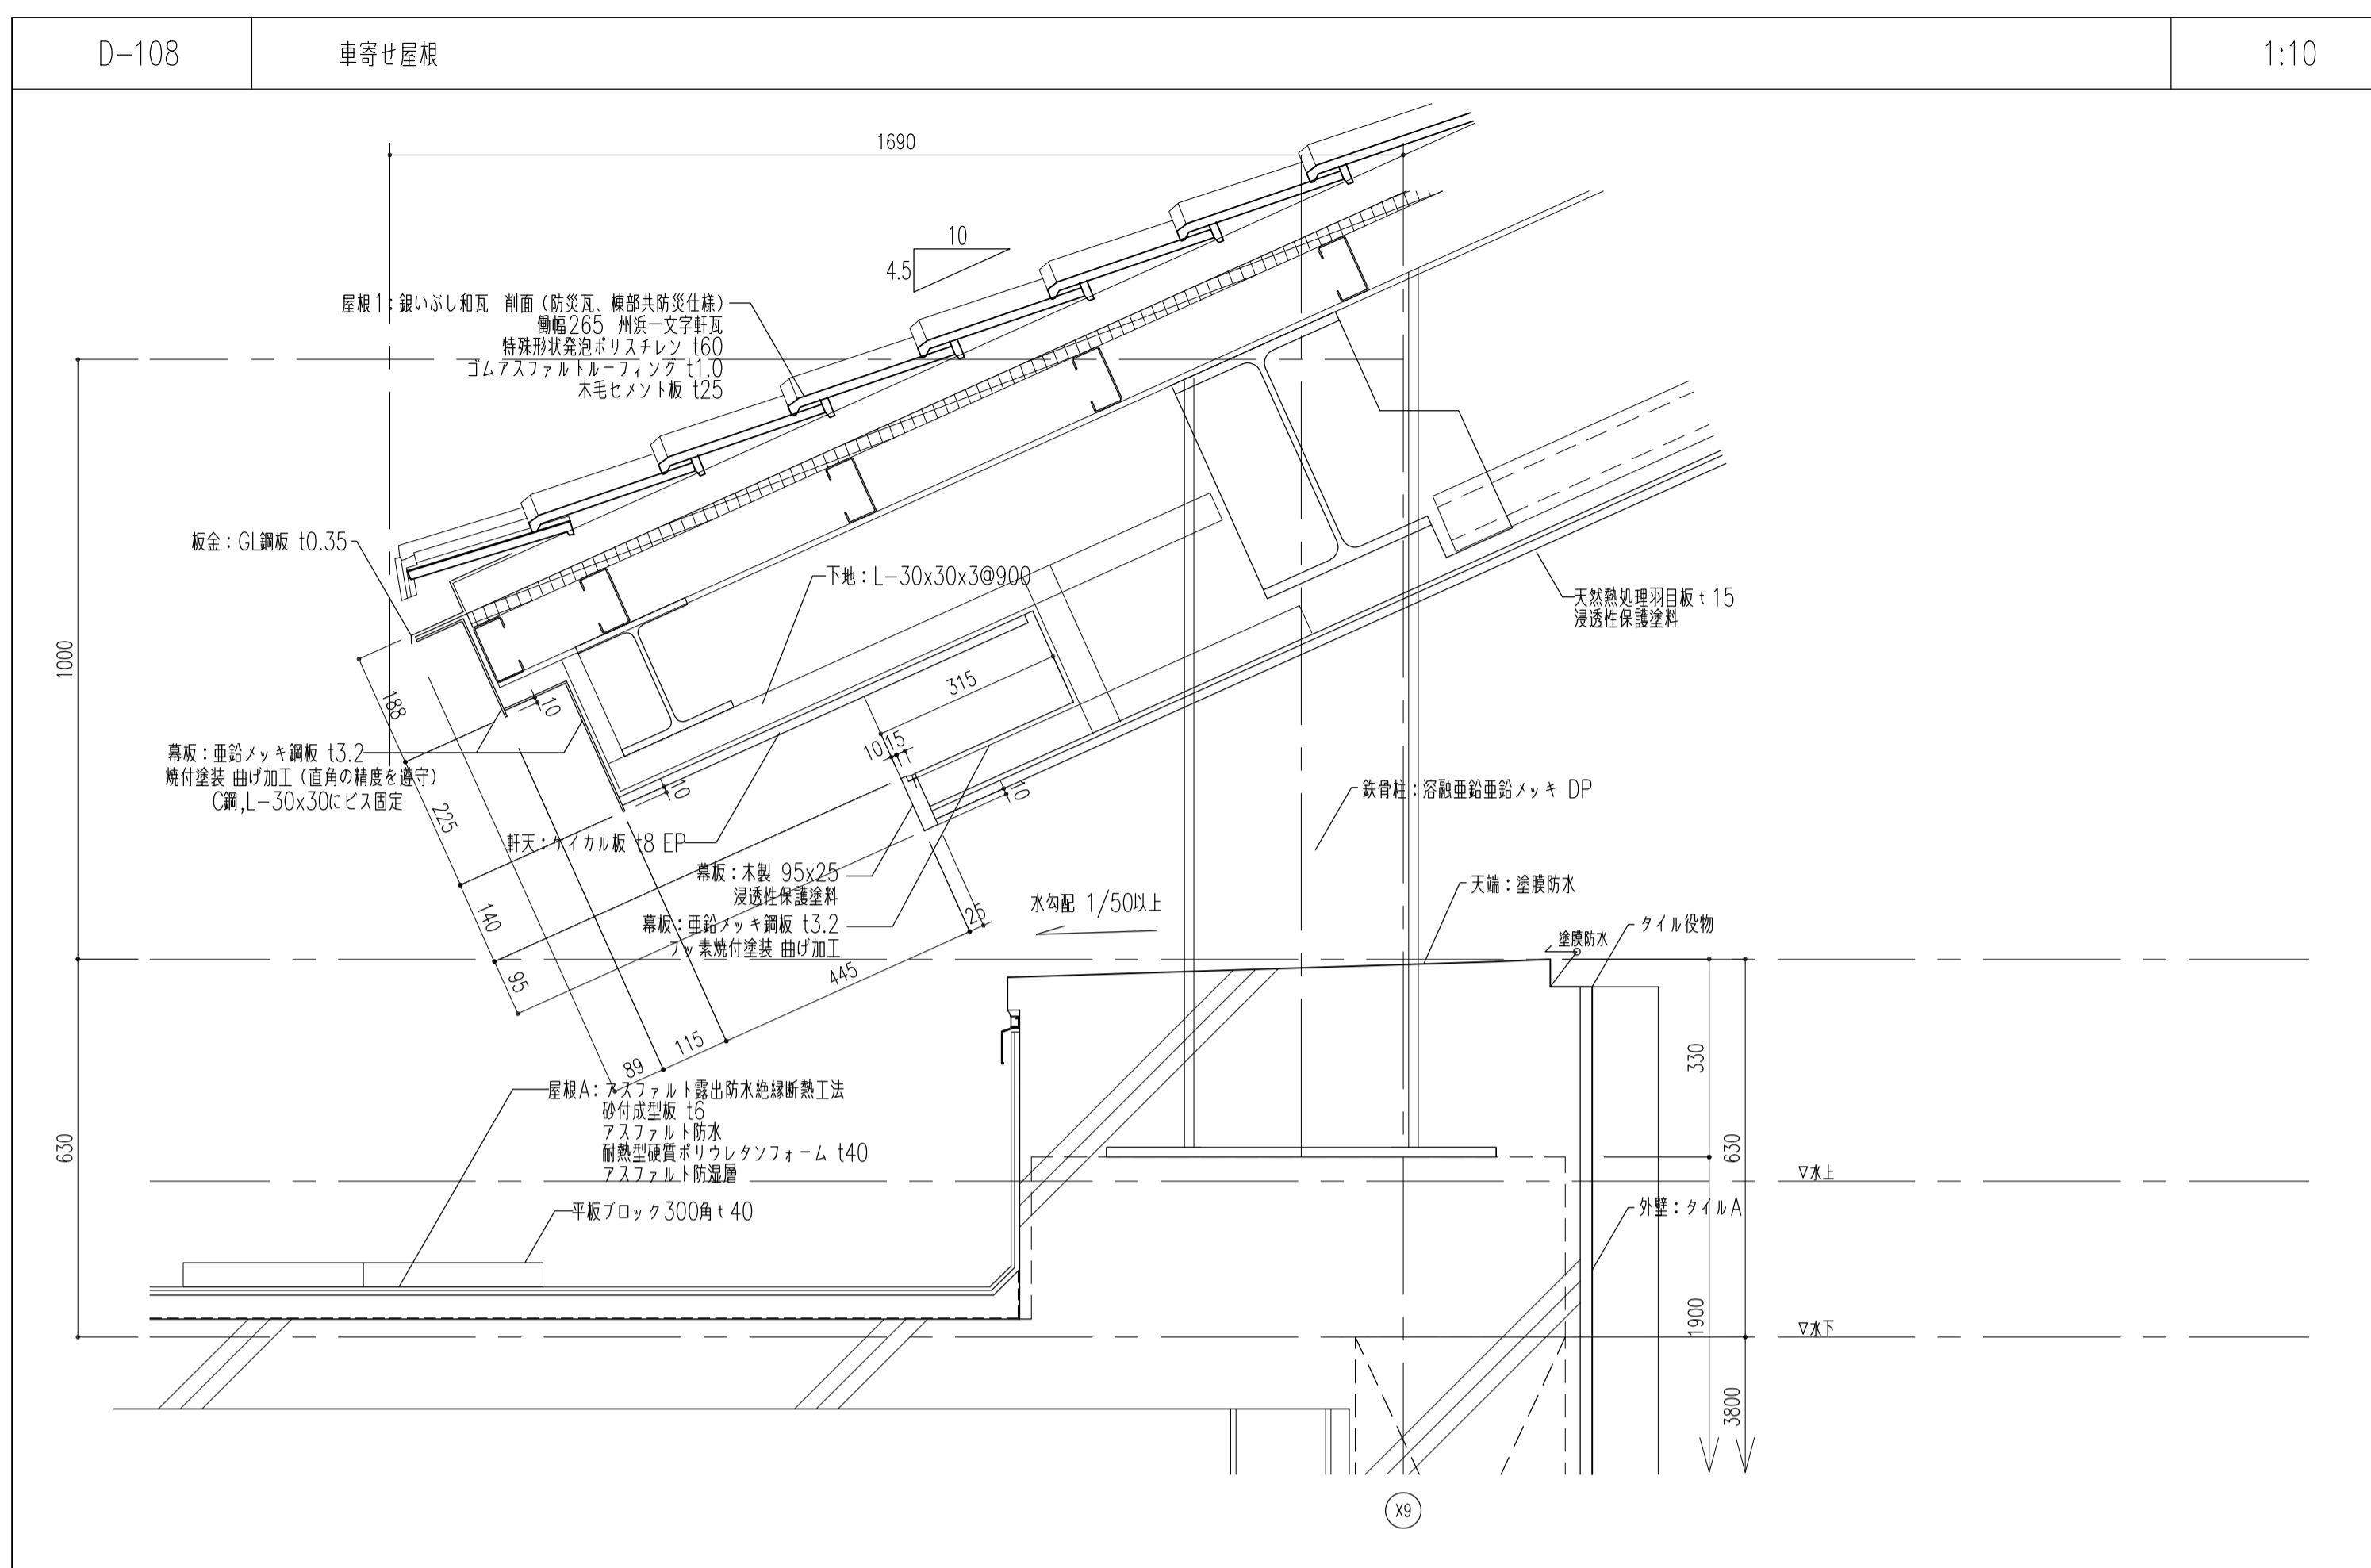 D-108
車寄せ屋根
1:10
1690
10
4.5
屋根1：銀いぶし和瓦　削面（防災瓦、棟部共防災仕様）
働幅265　州浜一文字軒瓦
特殊形状発泡ポリスチレン t60
ゴムアスファルトルーフィング t1.0
木毛セメント板 t25
板金：GL鋼板 t0.35
下地：L-30x30x3@900
天然熱処理羽目板 t 15
浸透性保護塗料
1000
188
10
315
幕板：亜鉛メッキ鋼板 t3.2
焼付塗装 曲げ加工（直角の精度を遵守）
C鋼,L-30x30にビス固定
10
15
10
10
225
鉄骨柱：溶融亜鉛亜鉛メッキ DP
軒天：ケイカル板 t8 EP
幕板：木製 95x25
浸透性保護塗料
幕板：亜鉛メッキ鋼板 t3.2
フッ素焼付塗装 曲げ加工
水勾配 1/50以上
天端：塗膜防水
塗膜防水
タイル役物
140
25
95
445
115
89
330
630
屋根A：アスファルト露出防水絶縁断熱工法
砂付成型板 t6
アスファルト防水
耐熱型硬質ポリウレタンフォーム t40
アスファルト防湿層
630
▽水上
平板ブロック300角 t 40
外壁：タイルA
1900
▽水下
3800
X9